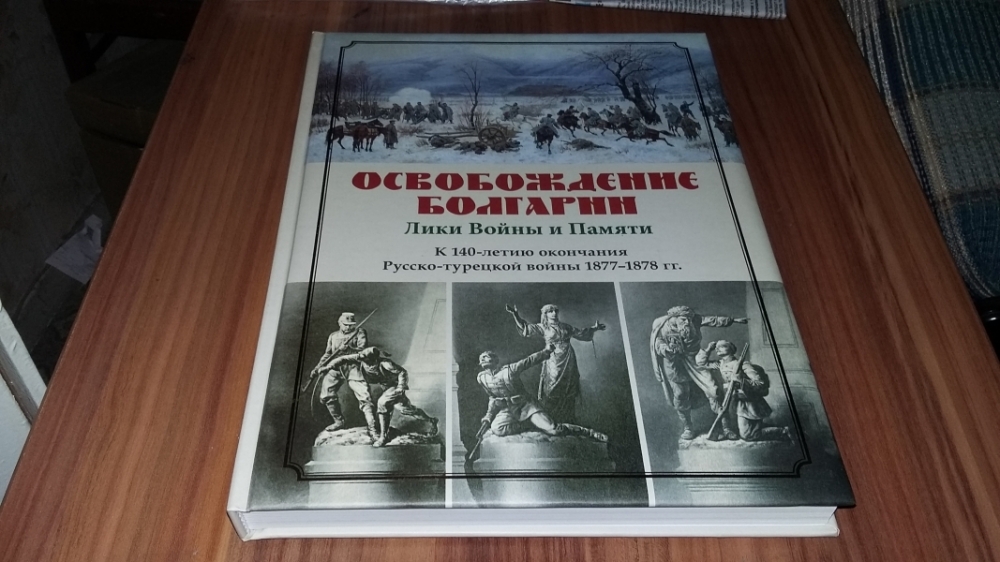 ОСВОБОЖДЕНИЕ
БОЛГАРИИ
Лики Войны и Памяти
К 140-летию окончания
Русско-турецкой войны 1877–1878 гг.